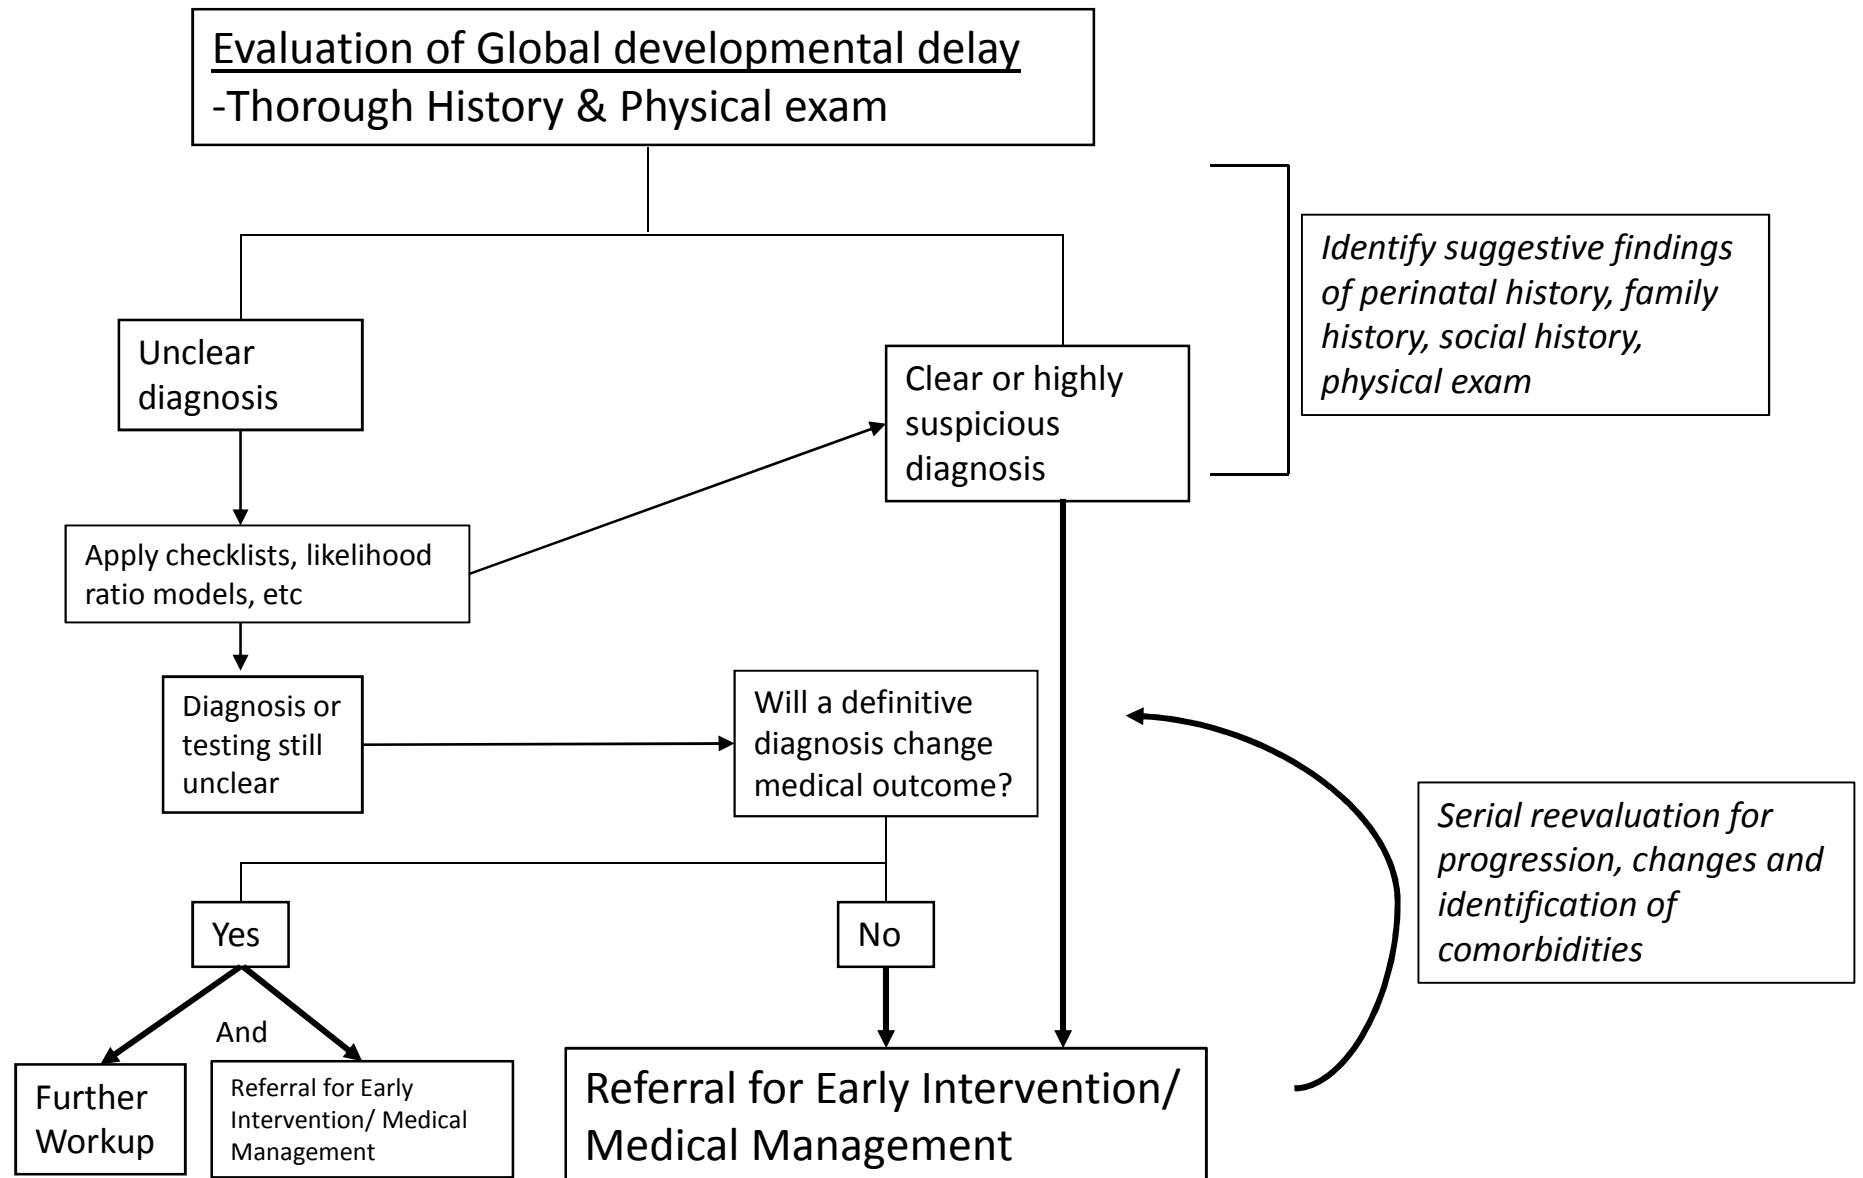 Evaluation of Global developmental delay
-Thorough History & Physical exam
Identify suggestive findings
of perinatal history, family
history, social history,
physical exam
Unclear
diagnosis
Clear or highly
suspicious
diagnosis
Apply checklists, likelihood
ratio models, etc
Diagnosis or
testing still
unclear
Will a definitive
diagnosis change
medical outcome?
Serial reevaluation for
progression, changes and
identification of
comorbidities
Yes
No
And
Further
Workup
Referral for Early
Intervention/ Medical
Management
Referral for Early Intervention/
Medical Management